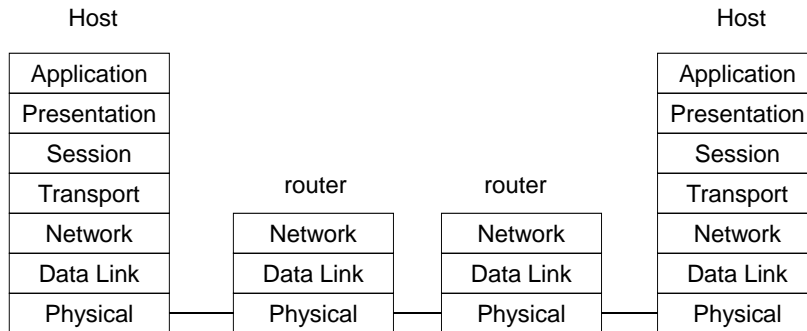 Host
Host
Application
Application
Presentation
Presentation
Session
Session
Transport
router
router
Transport
Network
Network
Network
Network
Data Link
Data Link
Data Link
Data Link
Physical
Physical
Physical
Physical